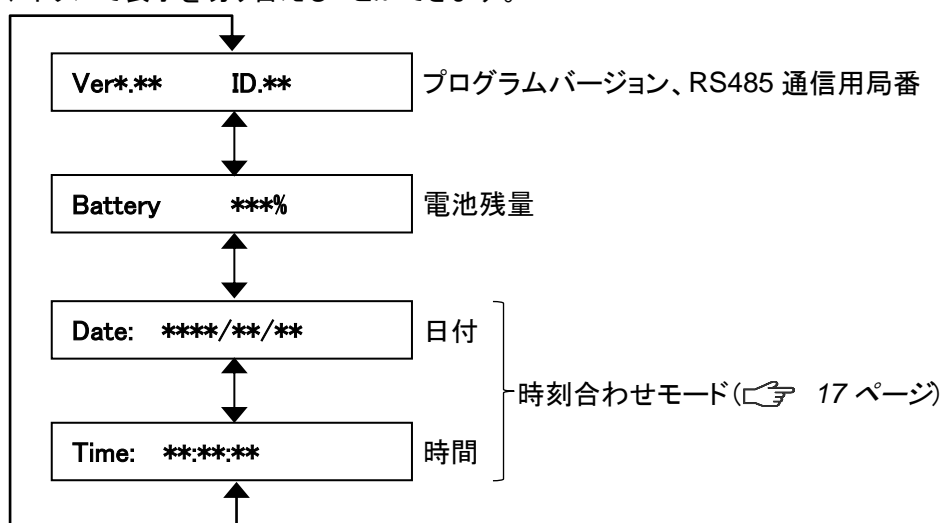 Ver*.** ID.** プログラムバージョン、RS485 通信用局番
Battery ***% 電池残量
Date: ****/**/** 日付
時刻合わせモード(☞ 17 ページ)
Time: **:**:** 時間